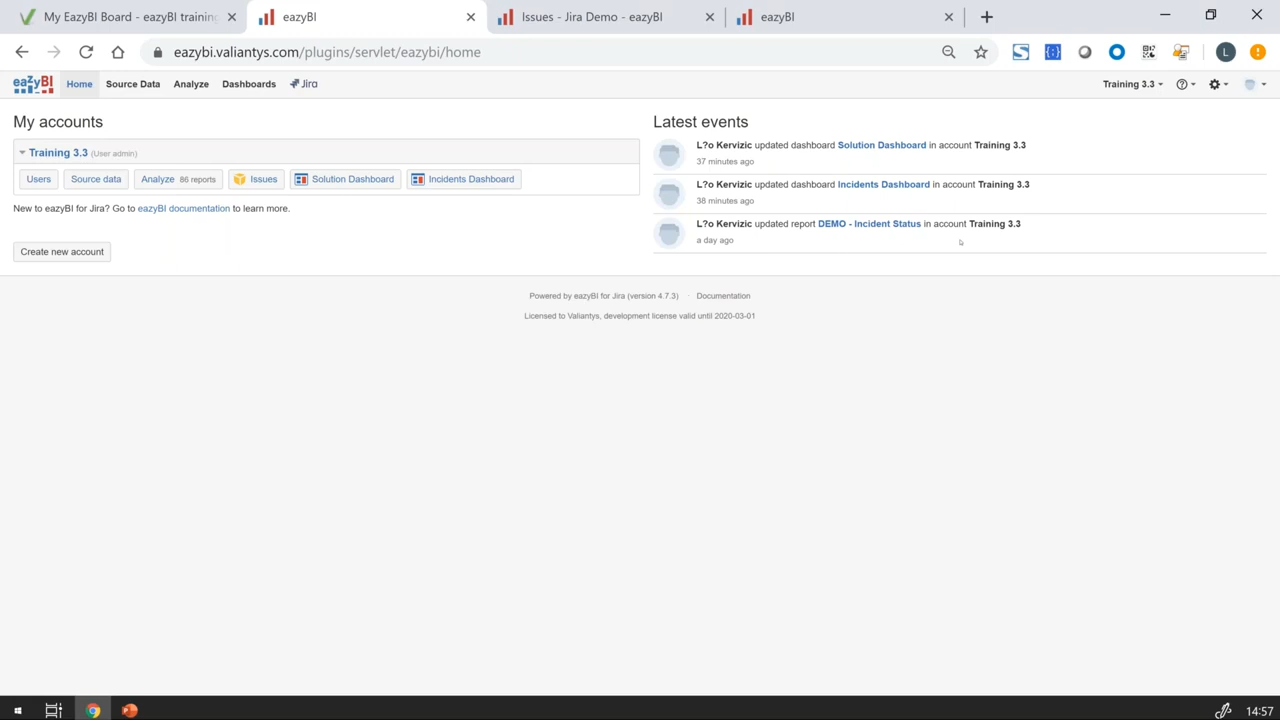 My EazyBI Board - eazyBI training
eazyBI
Issues - Jira Demo - eazyBI
eazyBI
eazybi.valiantys.com/plugins/servlet/eazybi/home
L
eazyBI
Home
Source Data
Analyze
Dashboards
Jira
Training 3.3
My accounts
Training 3.3 (User admin)
Users
Source data
Analyze 86 reports
Issues
Solution Dashboard
Incidents Dashboard
New to eazyBI for Jira? Go to eazyBI documentation to learn more.
Create new account
Latest events
L?o Kervizic updated dashboard Solution Dashboard in account Training 3.3
37 minutes ago
L?o Kervizic updated dashboard Incidents Dashboard in account Training 3.3
38 minutes ago
L?o Kervizic updated report DEMO - Incident Status in account Training 3.3
a day ago
Powered by eazyBI for Jira (version 4.7.3) · Documentation
Licensed to Valiantys, development license valid until 2020-03-01
14:57